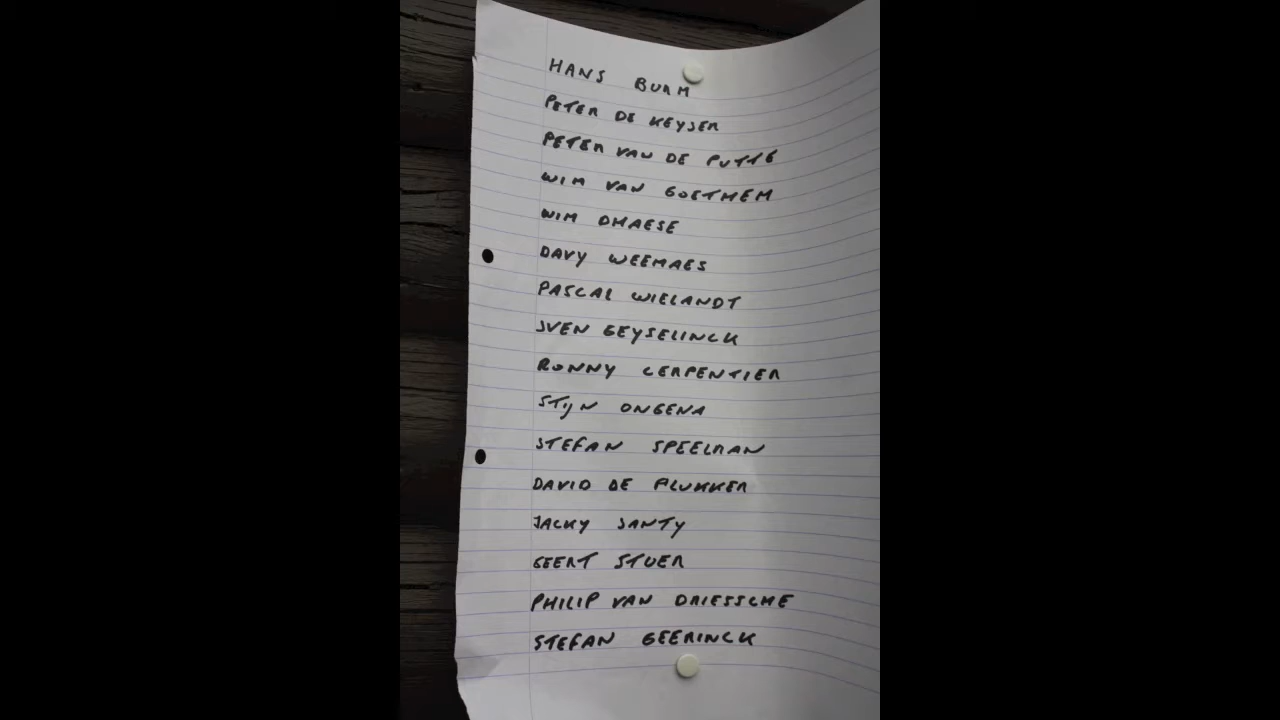 HANS BURM
PETER DE KEYSER
PETER VAN DE PUTTE
WIM VAN GOETHEM
WIM DHAESE
DAVY WEEMAES
PASCAL WIELANDT
SVEN GEYSELINCK
RONNY CERPENTIER
STIJN ONGENA
STEFAN SPEELMAN
DAVID DE PLUKKER
JACKY SANTY
GEERT STUER
PHILIP VAN DRIESSCHE
STEFAN GEERINCK